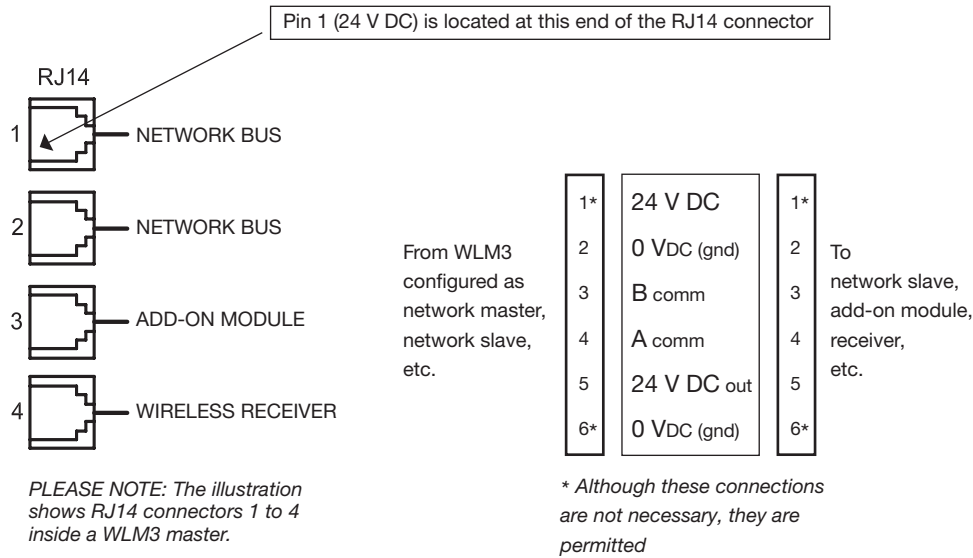 Pin 1 (24 V DC) is located at this end of the RJ14 connector
RJ14
1
NETWORK BUS
2
NETWORK BUS
3
ADD-ON MODULE
4
WIRELESS RECEIVER
PLEASE NOTE: The illustration
shows RJ14 connectors 1 to 4
inside a WLM3 master.
From WLM3
configured as
network master,
network slave,
etc.
1* 24 V DC 1*
2 0 VDC (gnd) 2
3 B comm 3
4 A comm 4
5 24 V DC out 5
6* 0 VDC (gnd) 6*
To
network slave,
add-on module,
receiver,
etc.
* Although these connections
are not necessary, they are
permitted